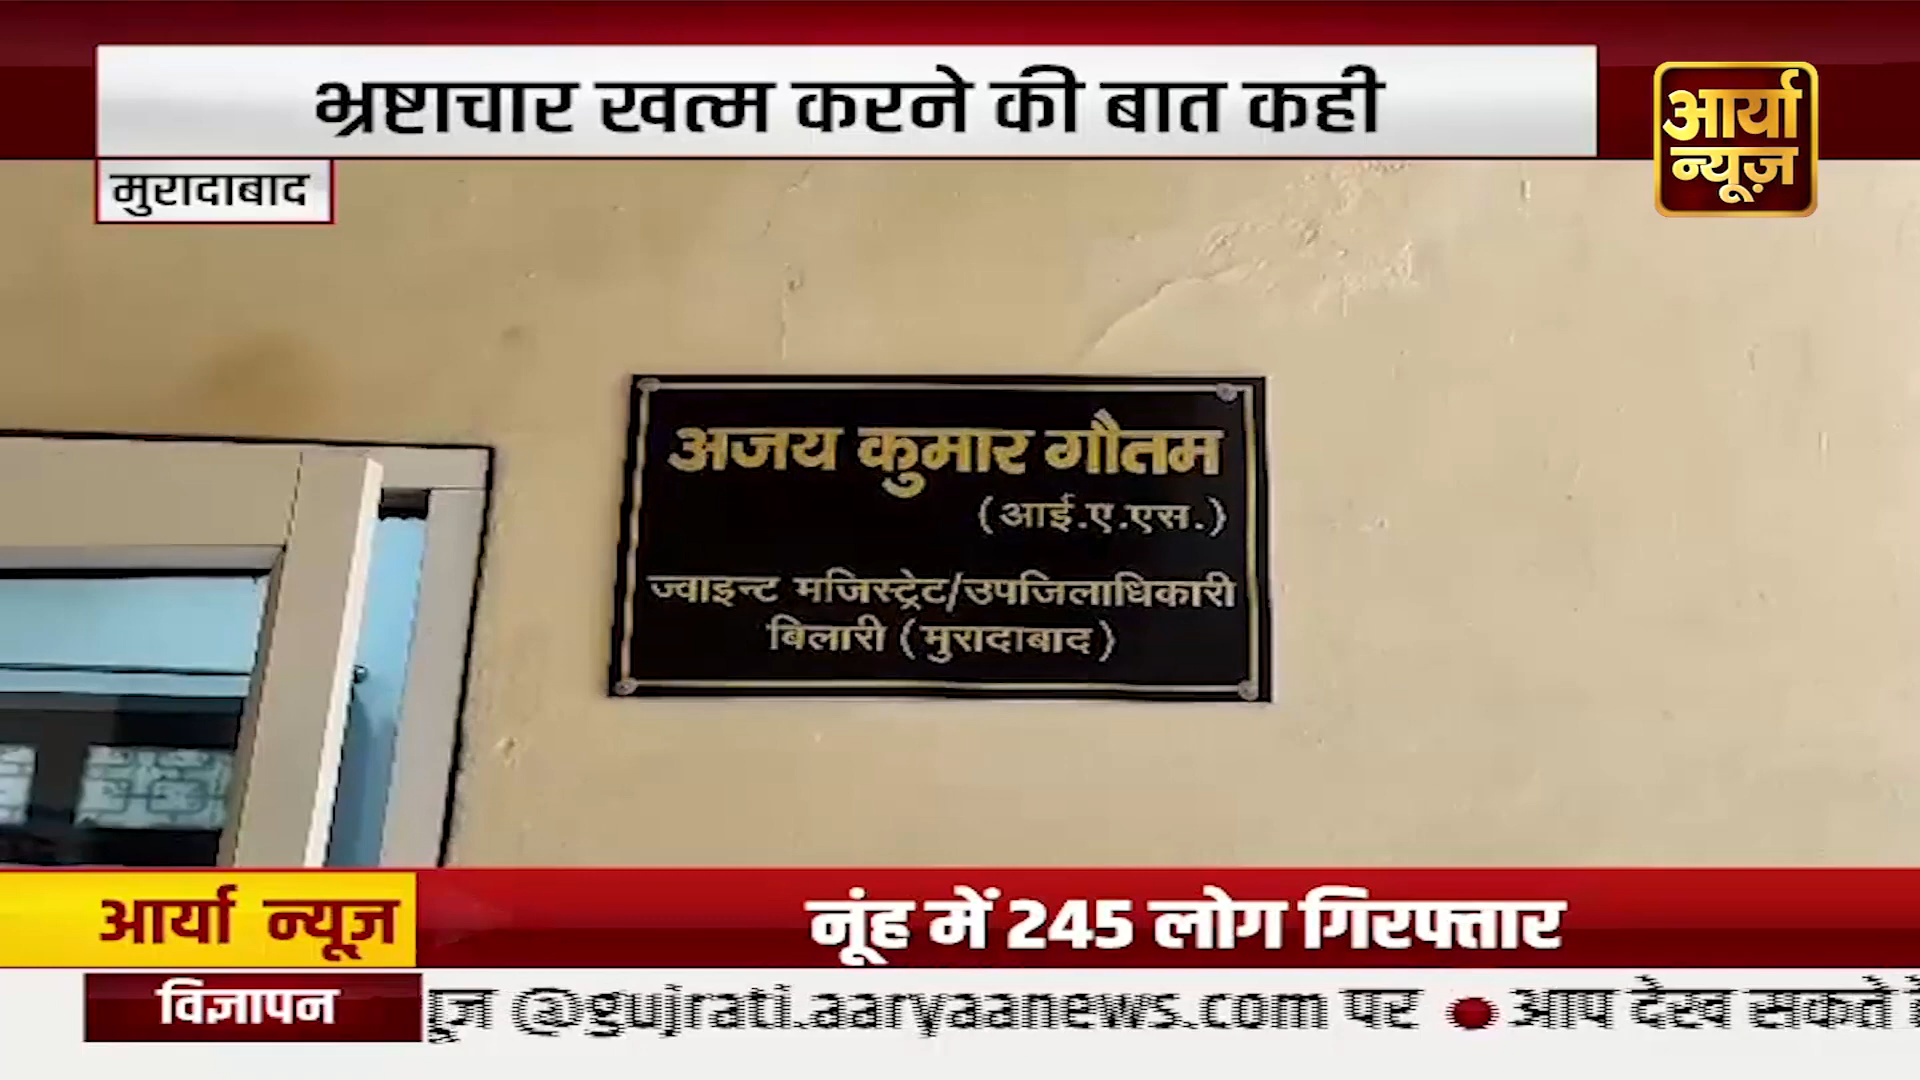 भ्रष्टाचार खत्म करने की बात कही
आर्या
न्यूज़
मुरादाबाद
अजय कुमार गौतम
(आई.ए.एस.)
ज्वाइन्ट मजिस्ट्रेट/उपजिलाधिकारी
बिलारी (मुरादाबाद)
आर्या न्यूज़
नूंह में 245 लोग गिरफ्तार
विज्ञापन
@gujrati.aaryaanews.com पर ● आप देख सकते